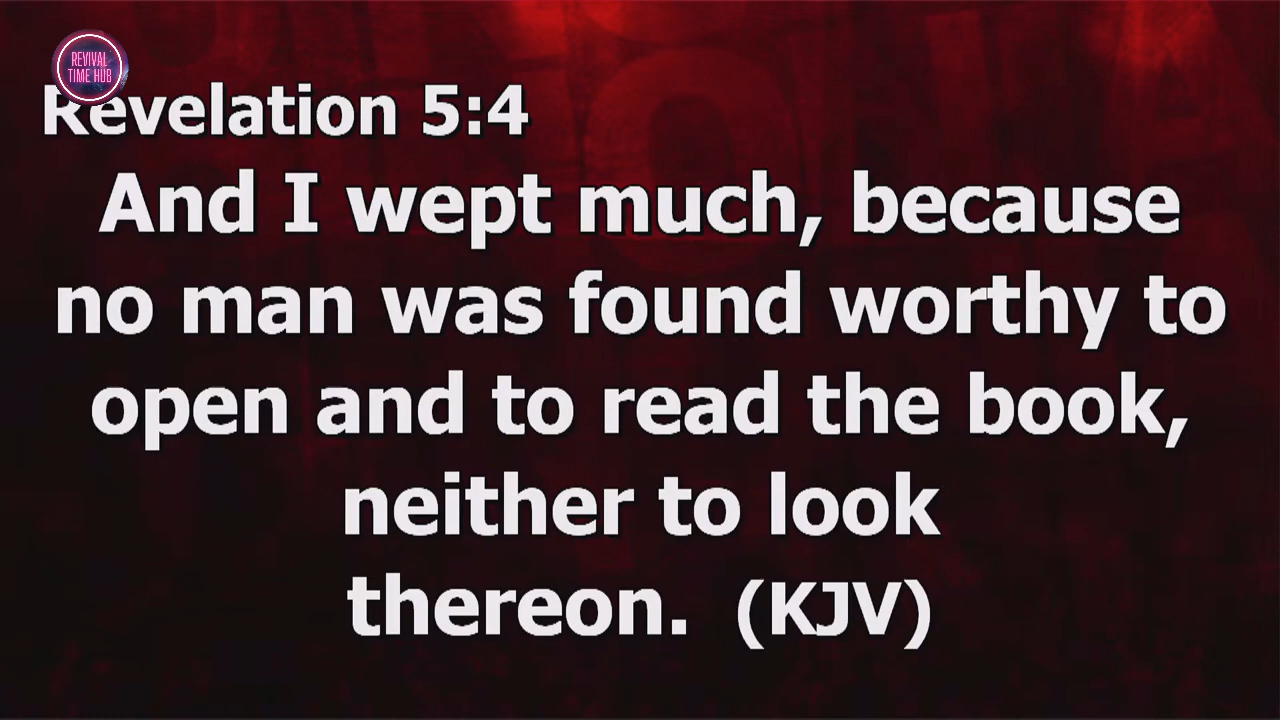 REVIVAL
TIME HUB
Revelation 5:4
And I wept much, because
no man was found worthy to
open and to read the book,
neither to look
thereon. (KJV)